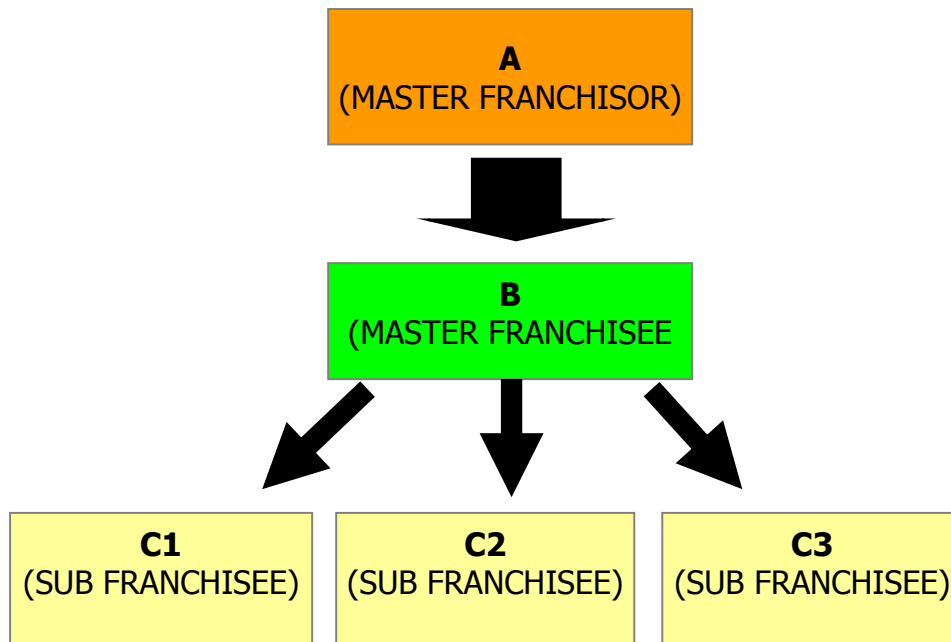 A
(MASTER FRANCHISOR)
B
(MASTER FRANCHISEE
C1
(SUB FRANCHISEE)
C2
(SUB FRANCHISEE)
C3
(SUB FRANCHISEE)